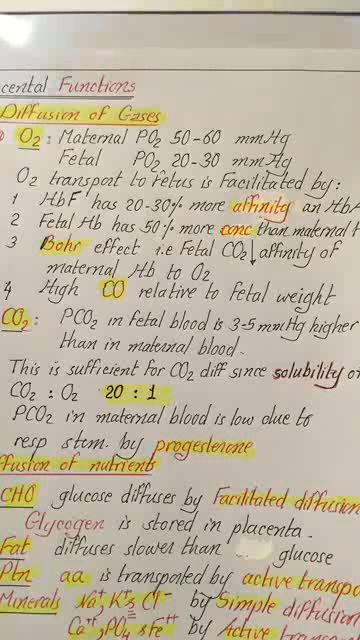 cental Functions
Diffusion of Gases
O2 : Maternal PO2 50-60 mmHg
Fetal PO2 20-30 mmHg
O2 transport to Fetus is Facilitated by:
1 HbF has 20-30% more affinity an HbA
2 Fetal Hb has 50% more conc than maternal H
3 Bohr effect i.e Fetal CO2 ↓ affinity of
maternal Hb to O2
4 High CO relative to Fetal weight
CO2: PCO2 in fetal blood is 3-5 mmHg higher
than in maternal blood.
This is sufficient for CO2 diff since solubility o
CO2 : O2 20 : 1
PCO2 in maternal blood is low due to
resp stim. by progesterone
ffusion of nutrients
CHO glucose diffuses by Facilitated diffusion
Glycogen is stored in placenta.
Fat diffuses slower than glucose
Ptn aa is transported by active transpo
Minerals Na+, K+ & Cl- by Simple diffusion
Ca++, PO4 & Fe++ by Active transpo